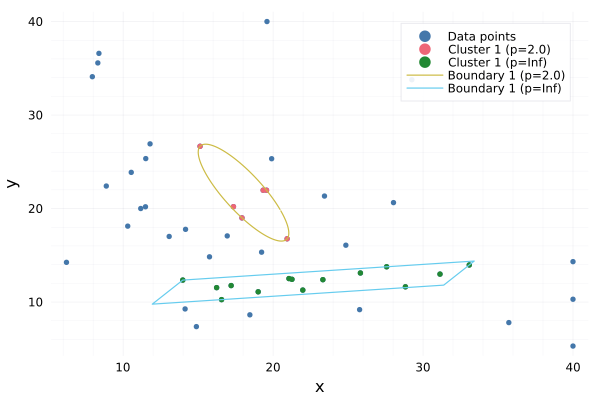 40
30
20
10
y
10
20
30
40
x
Data points
Cluster 1 (p=2.0)
Cluster 1 (p=Inf)
Boundary 1 (p=2.0)
Boundary 1 (p=Inf)